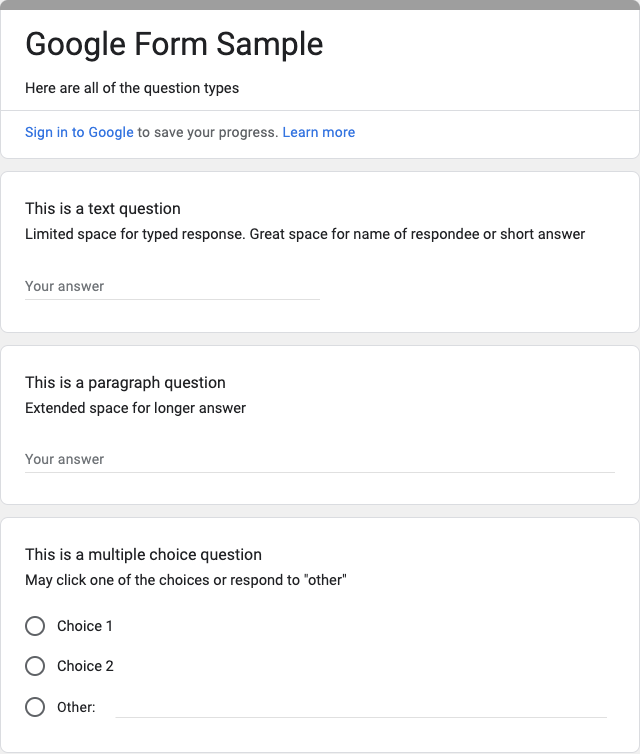 Google Form Sample
Here are all of the question types
Sign in to Google to save your progress. Learn more
This is a text question
Limited space for typed response. Great space for name of respondee or short answer
Your answer
This is a paragraph question
Extended space for longer answer
Your answer
This is a multiple choice question
May click one of the choices or respond to "other"
Choice 1
Choice 2
Other: